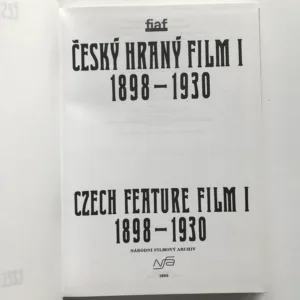 fiaf
ČESKÝ HRANÝ FILM I
1898–1930
CZECH FEATURE FILM I
1898–1930
NÁRODNÍ FILMOVÝ ARCHIV
NFA